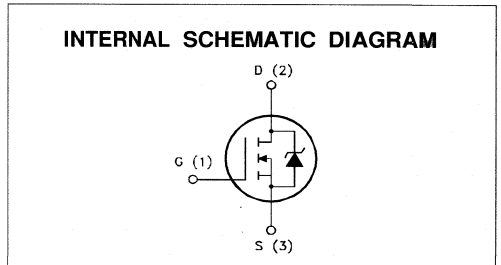 INTERNAL SCHEMATIC DIAGRAM
D (2)
G (1)
S (3)